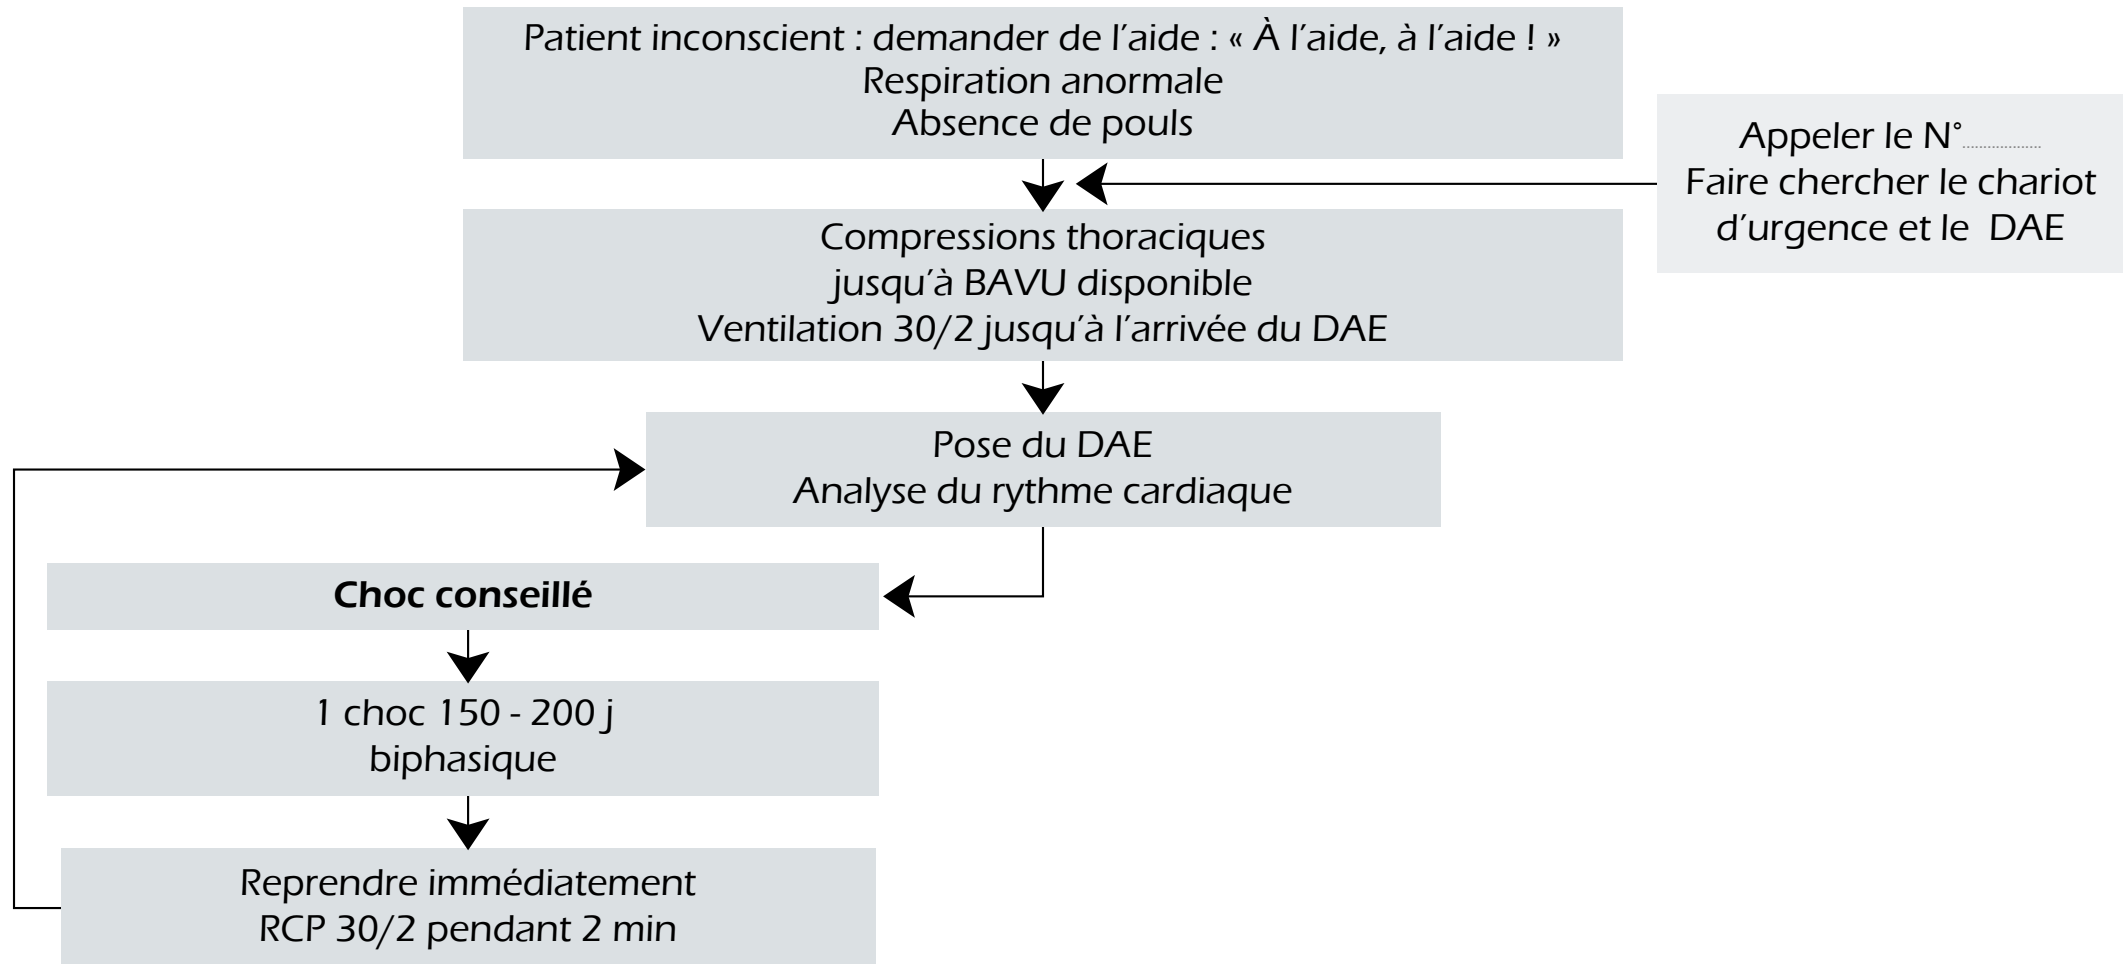 Patient inconscient : demander de l'aide : « À l'aide, à l'aide ! »
Respiration anormale
Absence de pouls
Appeler le N°....................
Faire chercher le chariot
d'urgence et le DAE
Compressions thoraciques
jusqu'à BAVU disponible
Ventilation 30/2 jusqu'à l'arrivée du DAE
Pose du DAE
Analyse du rythme cardiaque
Choc conseillé
1 choc 150 - 200 j
biphasique
Reprendre immédiatement
RCP 30/2 pendant 2 min